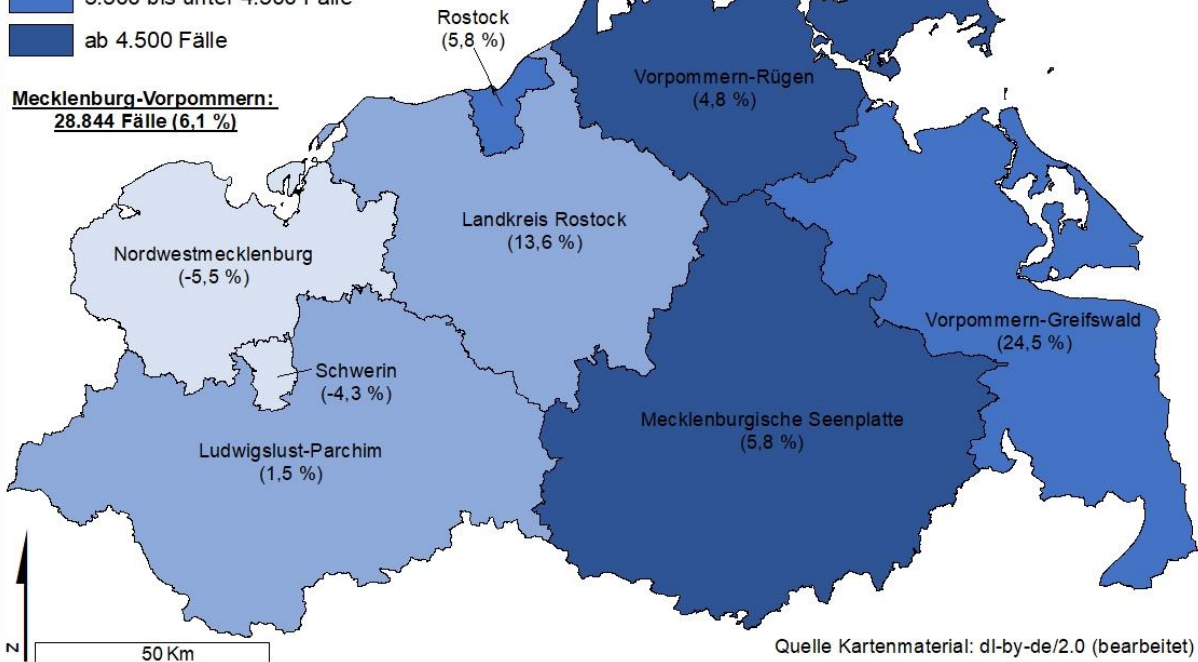 ab 4.500 Fälle
Mecklenburg-Vorpommern:
28.844 Fälle (6,1 %)
Rostock
(5,8 %)
Vorpommern-Rügen
(4,8 %)
Landkreis Rostock
(13,6 %)
Nordwestmecklenburg
(-5,5 %)
Vorpommern-Greifswald
(24,5 %)
Schwerin
(-4,3 %)
Mecklenburgische Seenplatte
(5,8 %)
Ludwigslust-Parchim
(1,5 %)
N
50 Km
Quelle Kartenmaterial: dl-by-de/2.0 (bearbeitet)